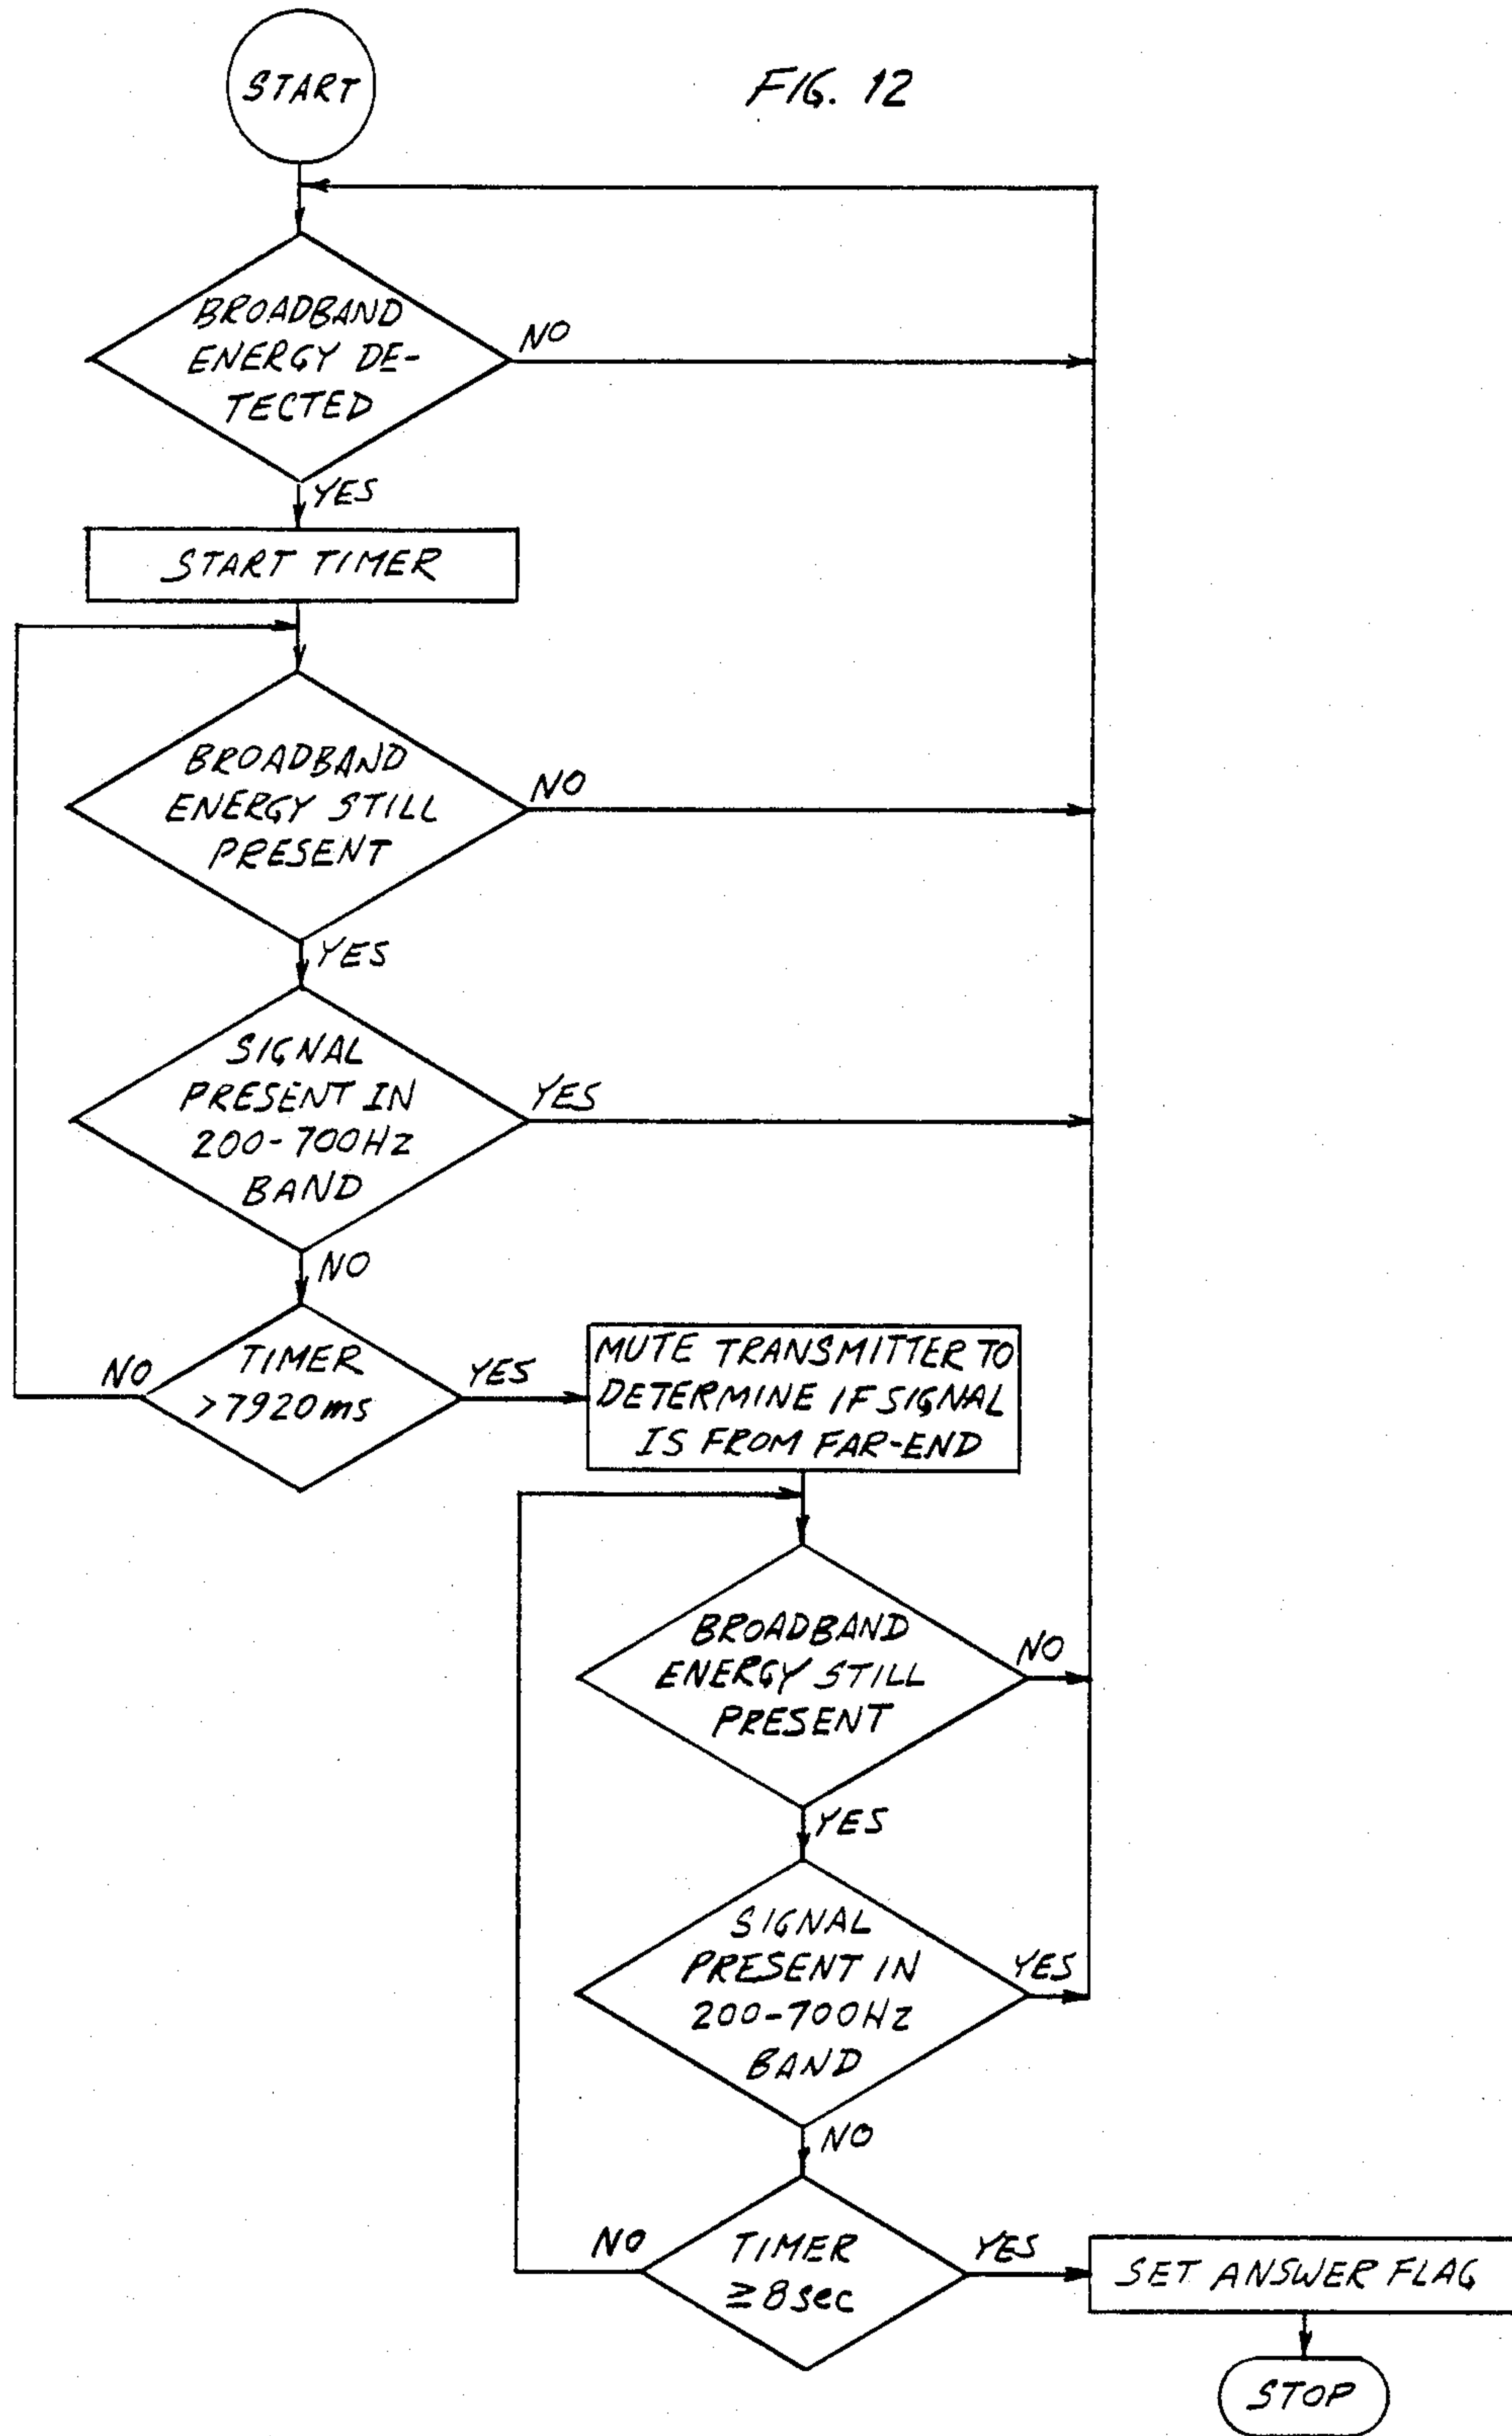 START
FIG. 12
BROADBAND
ENERGY DE-
TECTED
NO
YES
START TIMER
BROADBAND
ENERGY STILL
PRESENT
NO
YES
SIGNAL
PRESENT IN
200-700Hz
BAND
YES
NO
TIMER
>7920ms
NO
YES
MUTE TRANSMITTER TO
DETERMINE IF SIGNAL
IS FROM FAR-END
BROADBAND
ENERGY STILL
PRESENT
NO
YES
SIGNAL
PRESENT IN
200-700Hz
BAND
YES
NO
TIMER
≥8sec
NO
YES
SET ANSWER FLAG
STOP